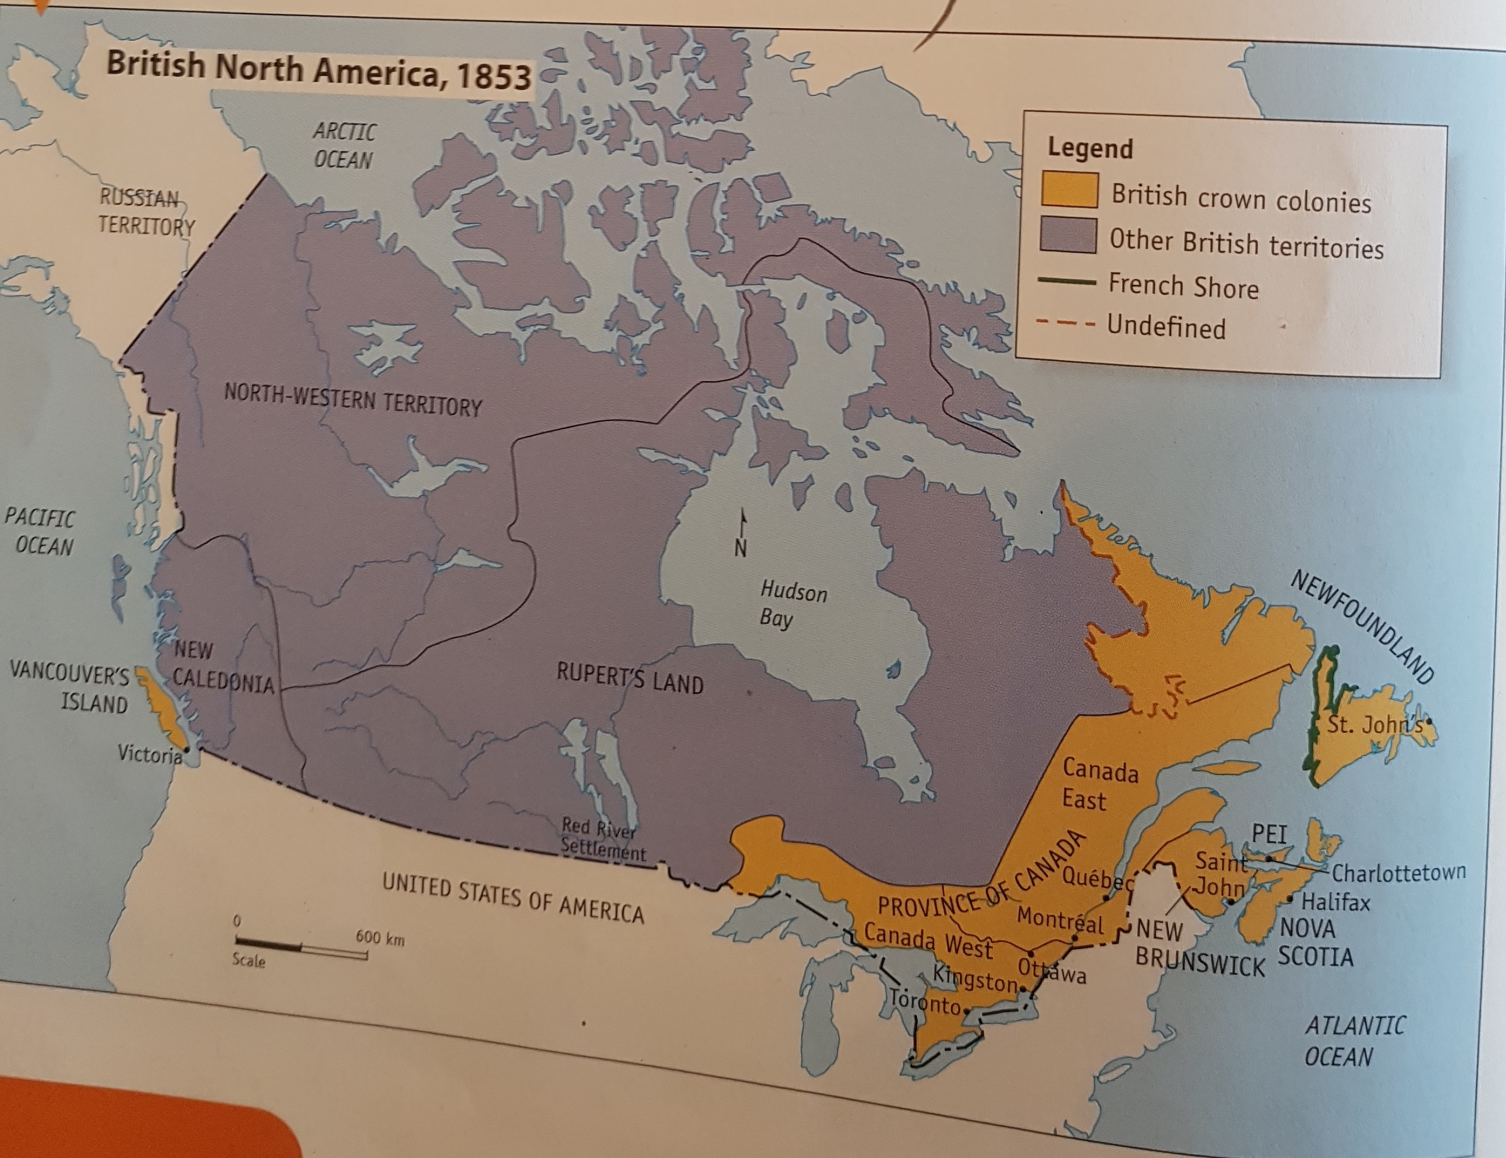 British North America, 1853
ARCTIC
OCEAN
RUSSIAN
TERRITORY
Legend
British crown colonies
Other British territories
French Shore
Undefined
NORTH-WESTERN TERRITORY
PACIFIC
OCEAN
N
Hudson
Bay
NEWFOUNDLAND
NEW
CALEDONIA
VANCOUVER'S
ISLAND
Victoria
RUPERT'S LAND
St. John's
Canada
East
Red River
Settlement
PEI
Saint
John
Charlottetown
Halifax
UNITED STATES OF AMERICA
PROVINCE OF CANADA
Québec
Montréal
Canada West
Ottawa
Kingston
Toronto
NEW
BRUNSWICK
NOVA
SCOTIA
0
600 km
Scale
ATLANTIC
OCEAN